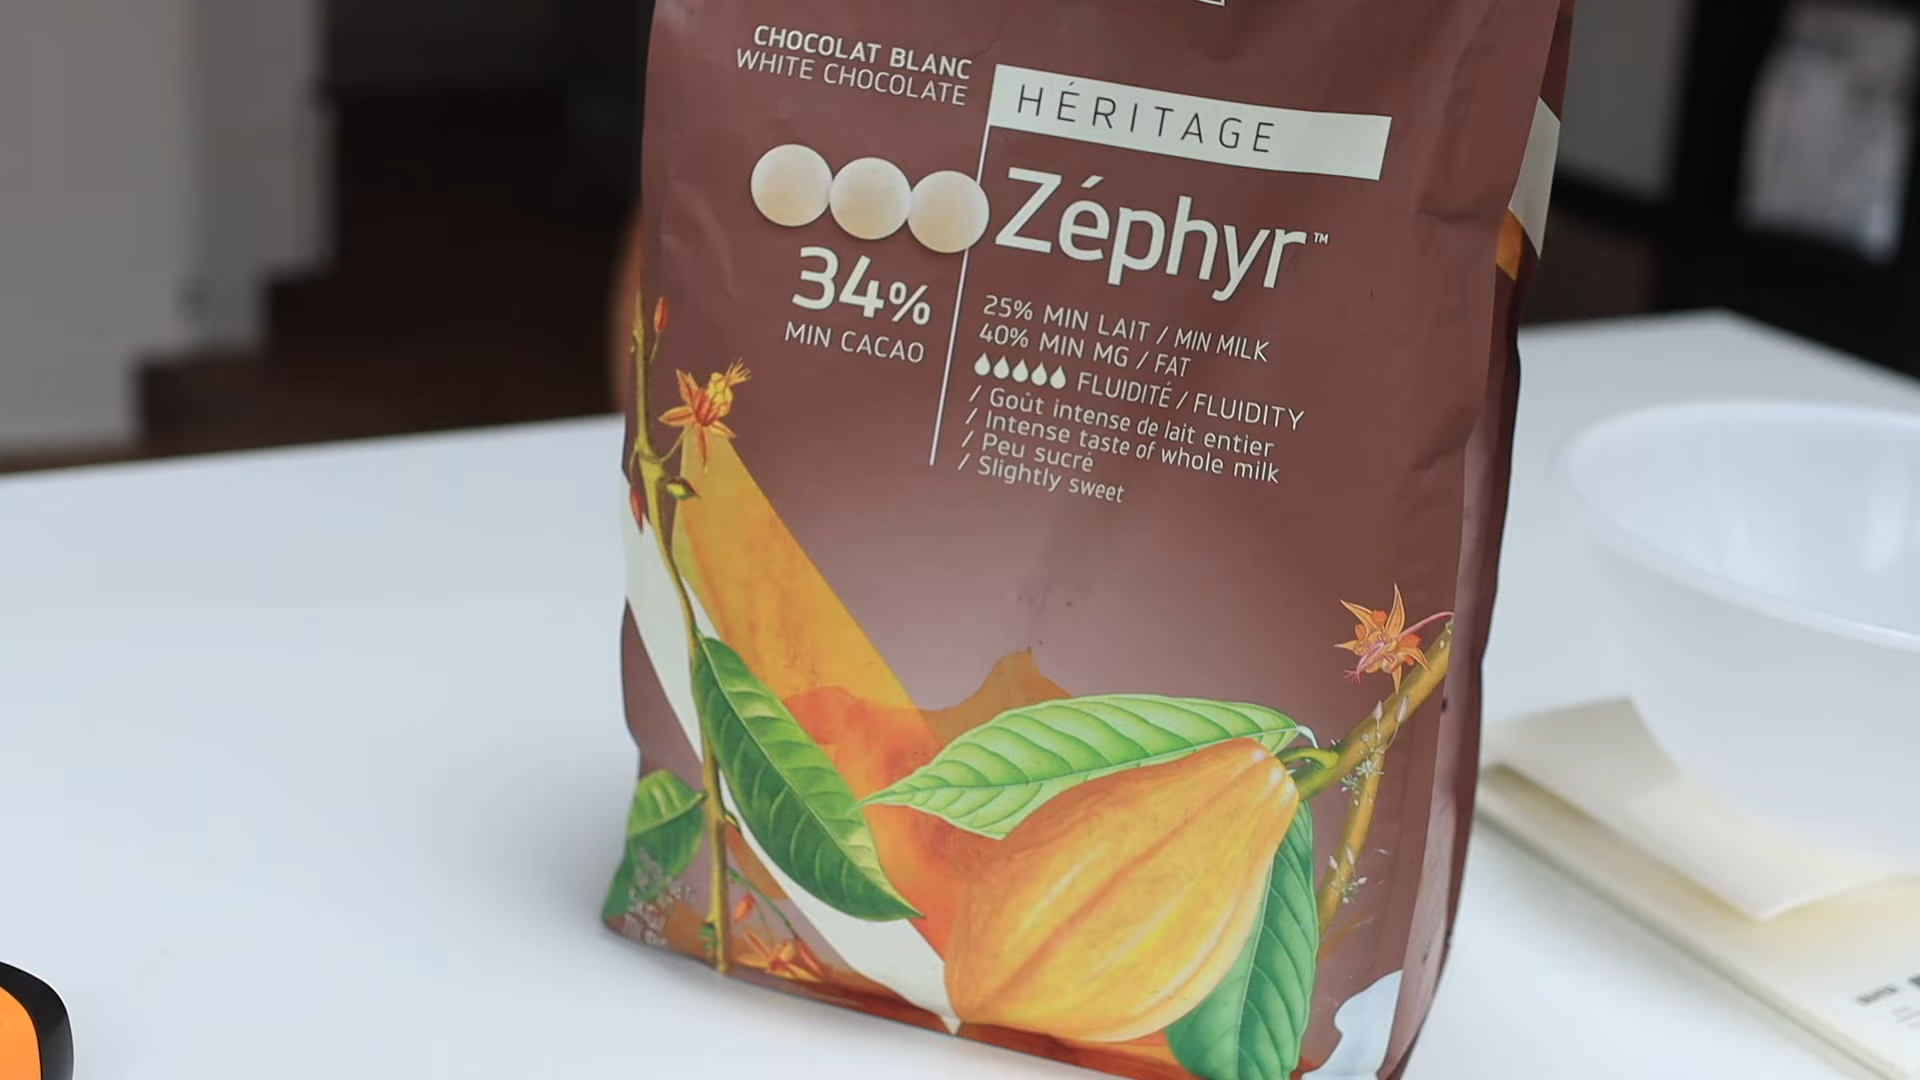 CHOCOLAT BLANC
WHITE CHOCOLATE
HÉRITAGE
Zéphyr™
34%
MIN CACAO
25% MIN LAIT / MIN MILK
40% MIN MG / FAT
FLUIDITÉ / FLUIDITY
/ Goût intense de lait entier
/ Intense taste of whole milk
/ Peu sucré
/ Slightly sweet